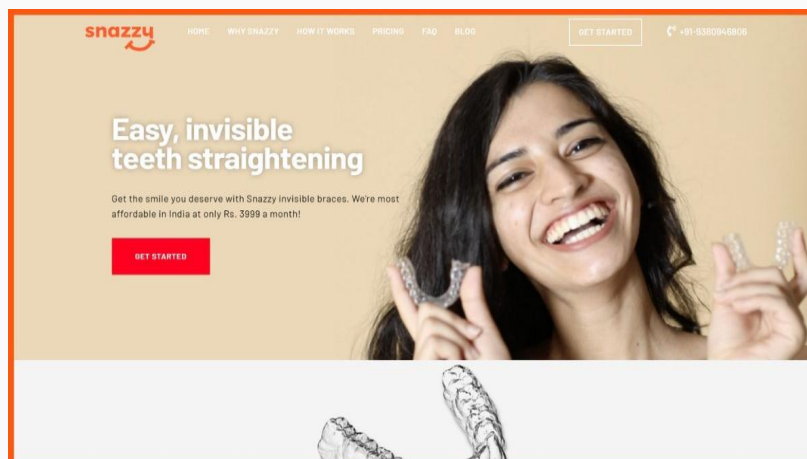 snazzy
HOME WHY SNAZZY HOW IT WORKS PRICING FAQ BLOG
GET STARTED
+91-9380946806
Easy, invisible
teeth straightening
Get the smile you deserve with Snazzy invisible braces. We're most
affordable in India at only Rs. 3999 a month!
GET STARTED